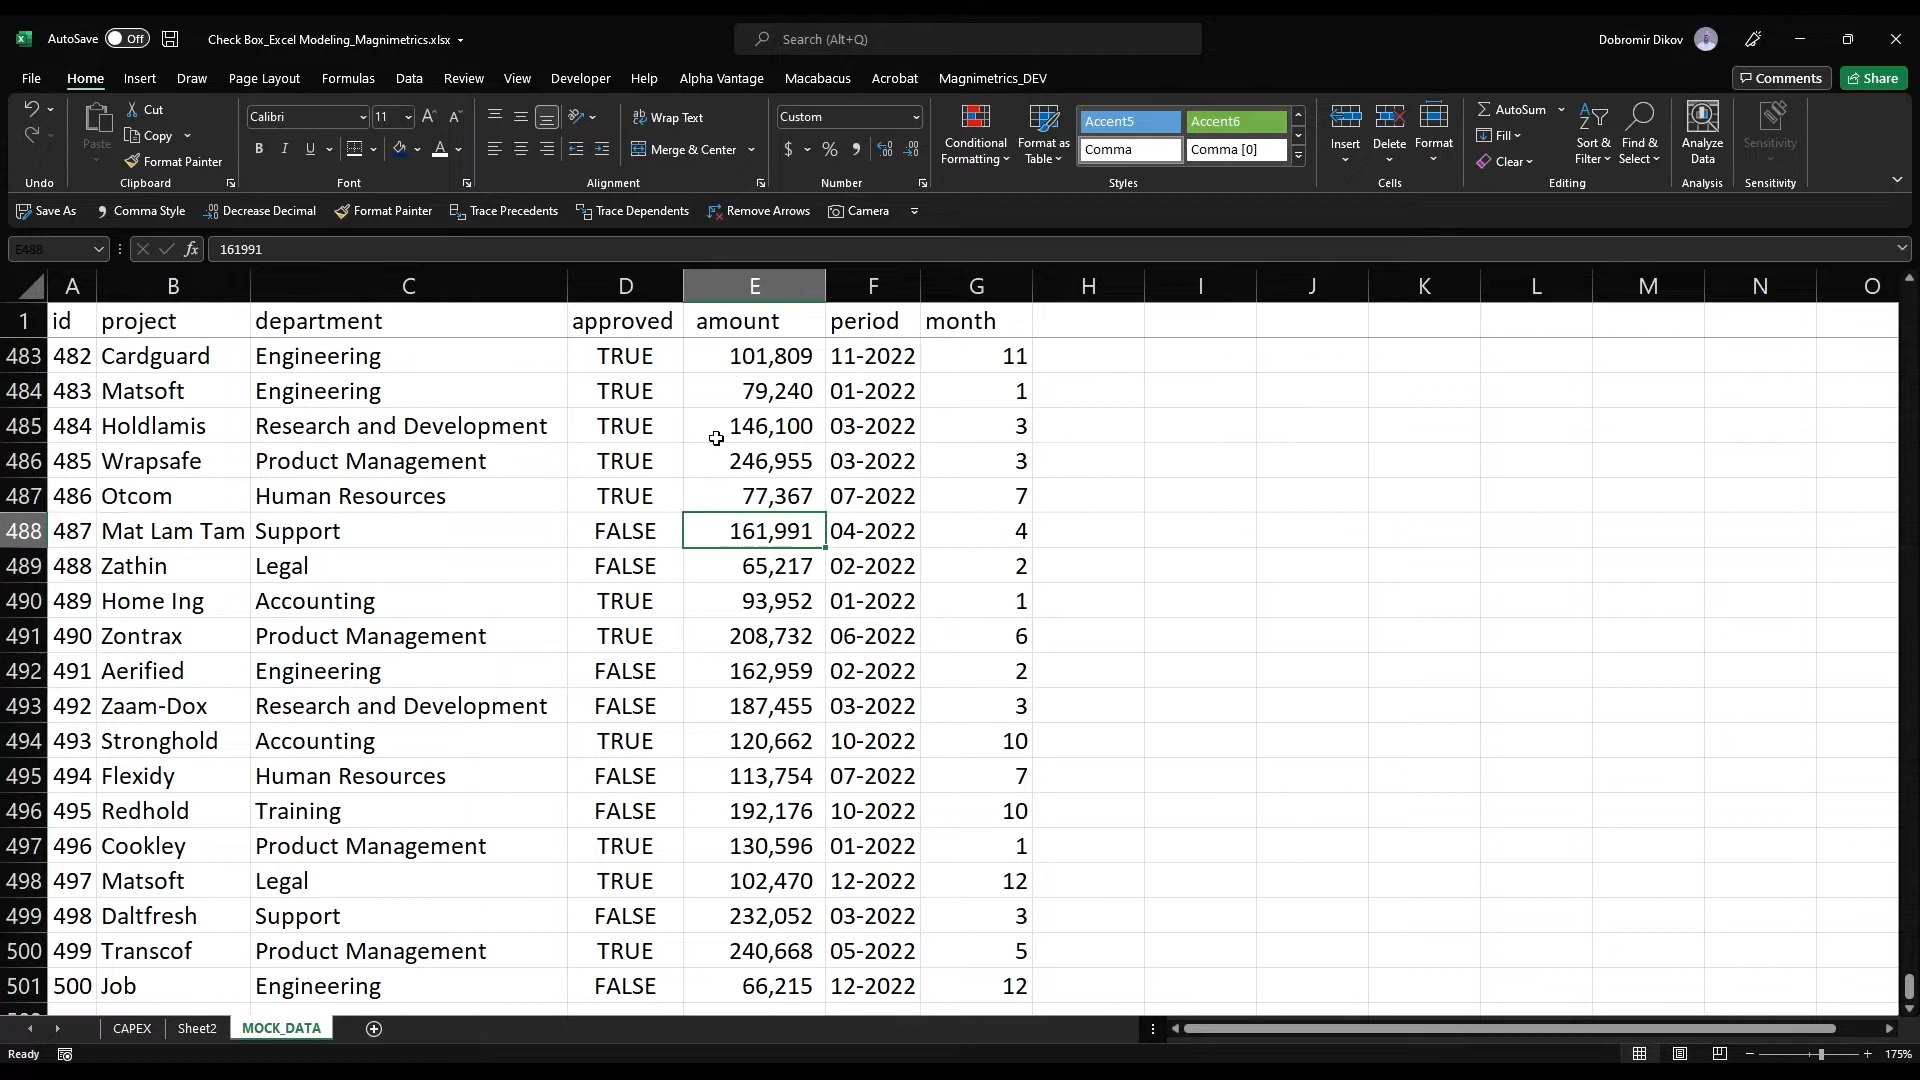 AutoSave Off Check Box_Excel Modeling_Magnimetrics.xlsx Search (Alt+Q) Dobromir Dikov
File Home Insert Draw Page Layout Formulas Data Review View Developer Help Alpha Vantage Macabacus Acrobat Magnimetrics_DEV Comments Share
Cut
Copy
Format Painter
Paste
Undo Clipboard
Calibri 11
B I U A
Font
Wrap Text
Merge & Center
Alignment
Custom
$ % ,
Number
Conditional Formatting
Format as Table
Accent5 Accent6
Comma Comma [0]
Styles
Insert Delete Format
Cells
AutoSum
Fill
Clear
Sort & Filter
Find & Select
Editing
Analyze Data
Analysis
Sensitivity
Sensitivity
Save As Comma Style Decrease Decimal Format Painter Trace Precedents Trace Dependents Remove Arrows Camera
E488 fx 161991
A B C D E F G H I J K L M N O
1 id project department approved amount period month
483 482 Cardguard Engineering TRUE 101,809 11-2022 11
484 483 Matsoft Engineering TRUE 79,240 01-2022 1
485 484 Holdlamis Research and Development TRUE 146,100 03-2022 3
486 485 Wrapsafe Product Management TRUE 246,955 03-2022 3
487 486 Otcom Human Resources TRUE 77,367 07-2022 7
488 487 Mat Lam Tam Support FALSE 161,991 04-2022 4
489 488 Zathin Legal FALSE 65,217 02-2022 2
490 489 Home Ing Accounting TRUE 93,952 01-2022 1
491 490 Zontrax Product Management TRUE 208,732 06-2022 6
492 491 Aerified Engineering FALSE 162,959 02-2022 2
493 492 Zaam-Dox Research and Development FALSE 187,455 03-2022 3
494 493 Stronghold Accounting TRUE 120,662 10-2022 10
495 494 Flexidy Human Resources FALSE 113,754 07-2022 7
496 495 Redhold Training FALSE 192,176 10-2022 10
497 496 Cookley Product Management TRUE 130,596 01-2022 1
498 497 Matsoft Legal TRUE 102,470 12-2022 12
499 498 Daltfresh Support FALSE 232,052 03-2022 3
500 499 Transcof Product Management TRUE 240,668 05-2022 5
501 500 Job Engineering FALSE 66,215 12-2022 12
CAPEX Sheet2 MOCK_DATA
Ready 175%